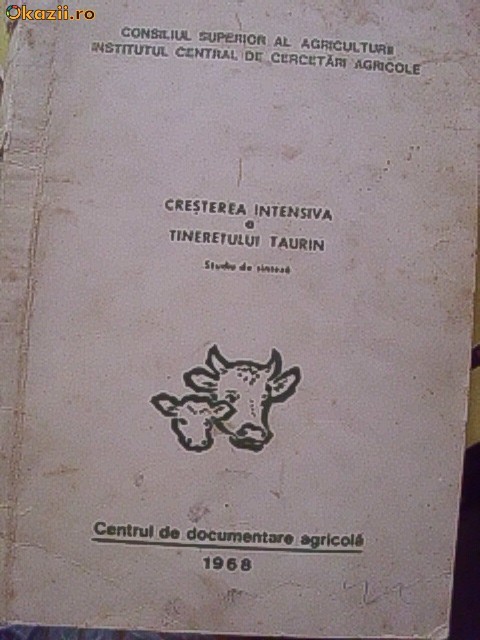 Okazii.ro
CONSILIUL SUPERIOR AL AGRICULTURII
INSTITUTUL CENTRAL DE CERCETĂRI AGRICOLE
CREȘTEREA INTENSIVA
a
TINERETULUI TAURIN
Studiu de sinteză
Centrul de documentare agricolă
1968